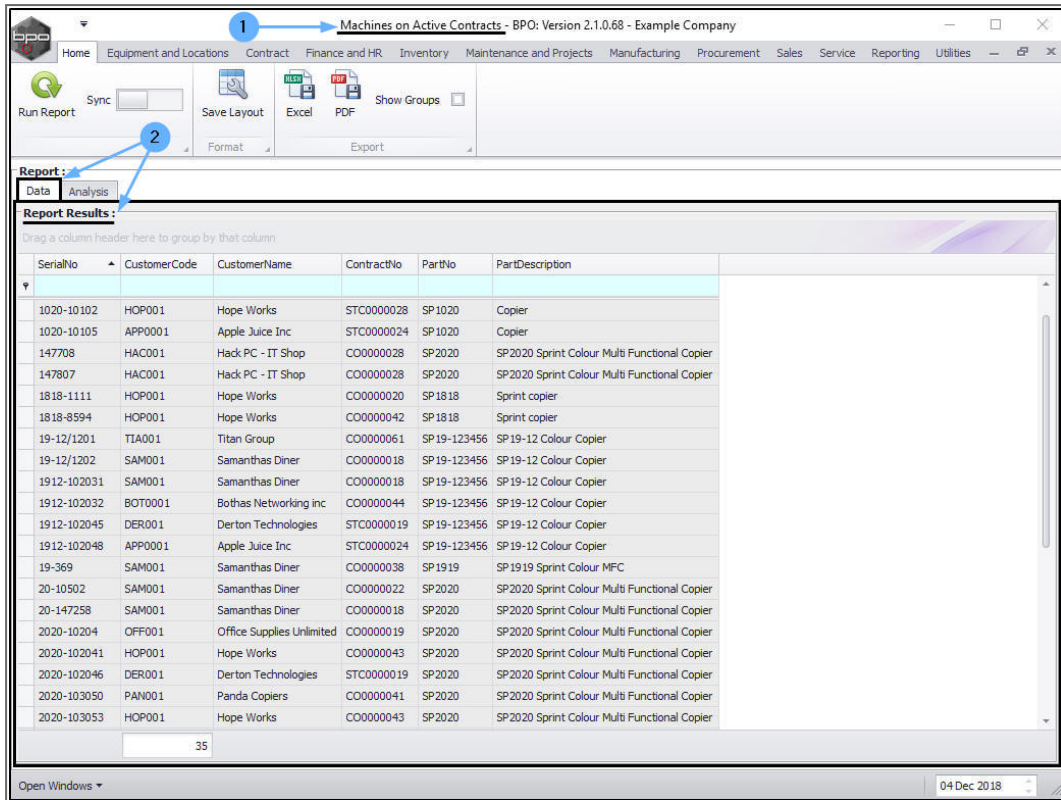 1
Machines on Active Contracts - BPO: Version 2.1.0.68 - Example Company
bpo
Home Equipment and Locations Contract Finance and HR Inventory Maintenance and Projects Manufacturing Procurement Sales Service Reporting Utilities
Run Report Sync Save Layout XLSX Excel PDF PDF Show Groups
2
Format Export
Report :
Data Analysis
Report Results :
Drag a column header here to group by that column
SerialNo CustomerCode CustomerName ContractNo PartNo PartDescription
1020-10102 HOP001 Hope Works STC0000028 SP1020 Copier
1020-10105 APP0001 Apple Juice Inc STC0000024 SP1020 Copier
147708 HAC001 Hack PC - IT Shop CO0000028 SP2020 SP2020 Sprint Colour Multi Functional Copier
147807 HAC001 Hack PC - IT Shop CO0000028 SP2020 SP2020 Sprint Colour Multi Functional Copier
1818-1111 HOP001 Hope Works CO0000020 SP1818 Sprint copier
1818-8594 HOP001 Hope Works CO0000042 SP1818 Sprint copier
19-12/1201 TIA001 Titan Group CO0000061 SP19-123456 SP19-12 Colour Copier
19-12/1202 SAM001 Samanthas Diner CO0000018 SP19-123456 SP19-12 Colour Copier
1912-102031 SAM001 Samanthas Diner CO0000018 SP19-123456 SP19-12 Colour Copier
1912-102032 BOT0001 Bothas Networking inc CO0000044 SP19-123456 SP19-12 Colour Copier
1912-102045 DER001 Derton Technologies STC0000019 SP19-123456 SP19-12 Colour Copier
1912-102048 APP0001 Apple Juice Inc STC0000024 SP19-123456 SP19-12 Colour Copier
19-369 SAM001 Samanthas Diner CO0000038 SP1919 SP1919 Sprint Colour MFC
20-10502 SAM001 Samanthas Diner CO0000022 SP2020 SP2020 Sprint Colour Multi Functional Copier
20-147258 SAM001 Samanthas Diner CO0000018 SP2020 SP2020 Sprint Colour Multi Functional Copier
2020-10204 OFF001 Office Supplies Unlimited CO0000019 SP2020 SP2020 Sprint Colour Multi Functional Copier
2020-102041 HOP001 Hope Works CO0000043 SP2020 SP2020 Sprint Colour Multi Functional Copier
2020-102046 DER001 Derton Technologies STC0000019 SP2020 SP2020 Sprint Colour Multi Functional Copier
2020-103050 PAN001 Panda Copiers CO0000041 SP2020 SP2020 Sprint Colour Multi Functional Copier
2020-103053 HOP001 Hope Works CO0000043 SP2020 SP2020 Sprint Colour Multi Functional Copier
35
Open Windows 04 Dec 2018